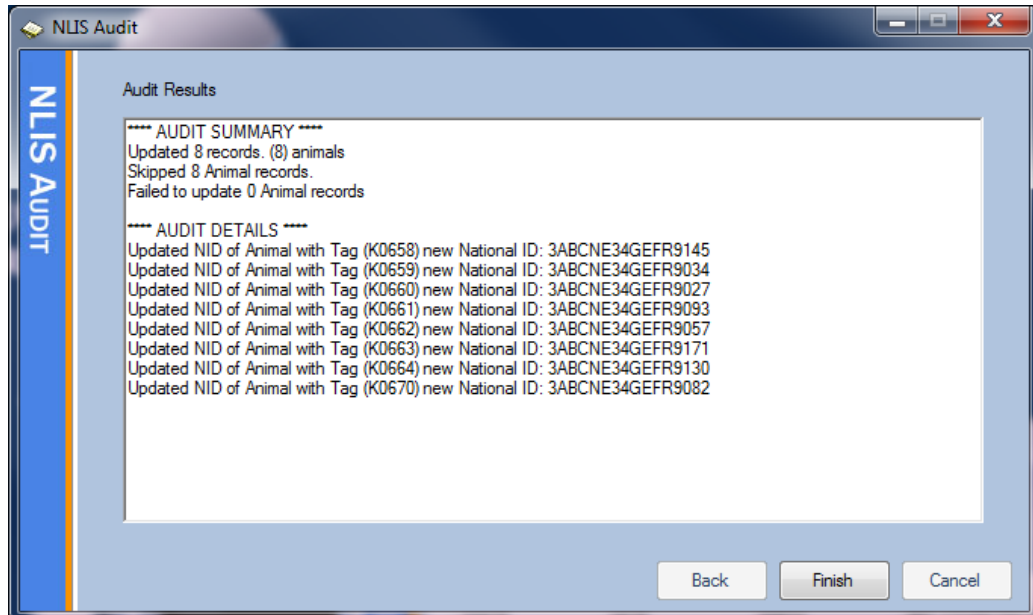 NLIS Audit
NLIS AUDIT
Audit Results
**** AUDIT SUMMARY ****
Updated 8 records. (8) animals
Skipped 8 Animal records.
Failed to update 0 Animal records
**** AUDIT DETAILS ****
Updated NID of Animal with Tag (K0658) new National ID: 3ABCNE34GEFR9145
Updated NID of Animal with Tag (K0659) new National ID: 3ABCNE34GEFR9034
Updated NID of Animal with Tag (K0660) new National ID: 3ABCNE34GEFR9027
Updated NID of Animal with Tag (K0661) new National ID: 3ABCNE34GEFR9093
Updated NID of Animal with Tag (K0662) new National ID: 3ABCNE34GEFR9057
Updated NID of Animal with Tag (K0663) new National ID: 3ABCNE34GEFR9171
Updated NID of Animal with Tag (K0664) new National ID: 3ABCNE34GEFR9130
Updated NID of Animal with Tag (K0670) new National ID: 3ABCNE34GEFR9082
Back Finish Cancel